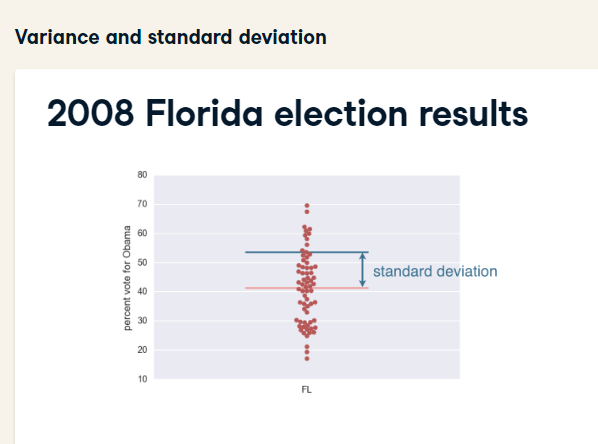 Variance and standard deviation
2008 Florida election results
80
70
60
50
40
30
20
10
percent vote for Obama
standard deviation
FL